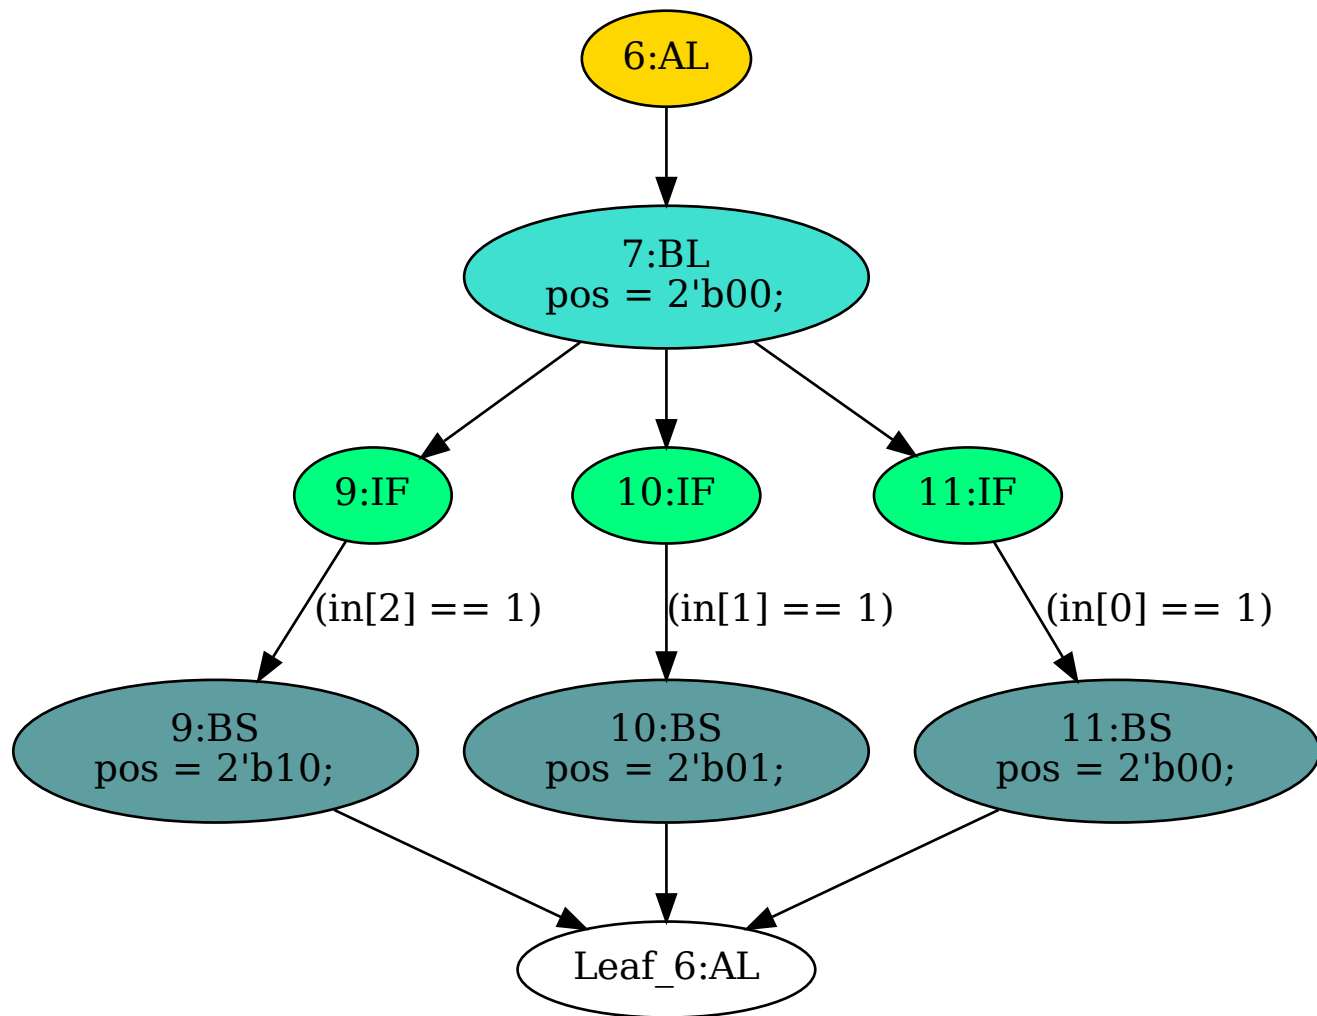 6:AL
7:BL
pos = 2'b00;
9:IF
10:IF
11:IF
(in[2] == 1)
(in[1] == 1)
(in[0] == 1)
9:BS
pos = 2'b10;
10:BS
pos = 2'b01;
11:BS
pos = 2'b00;
Leaf_6:AL